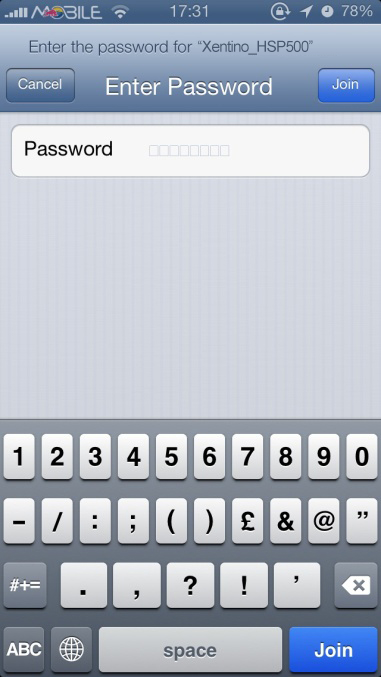 MOBILE 17:31 78%
Enter the password for “Xentino_HSP500”
Cancel Enter Password Join
Password
1 2 3 4 5 6 7 8 9 0
- / : ; ( ) £ & @ ”
#+= . , ? ! ’
ABC space Join